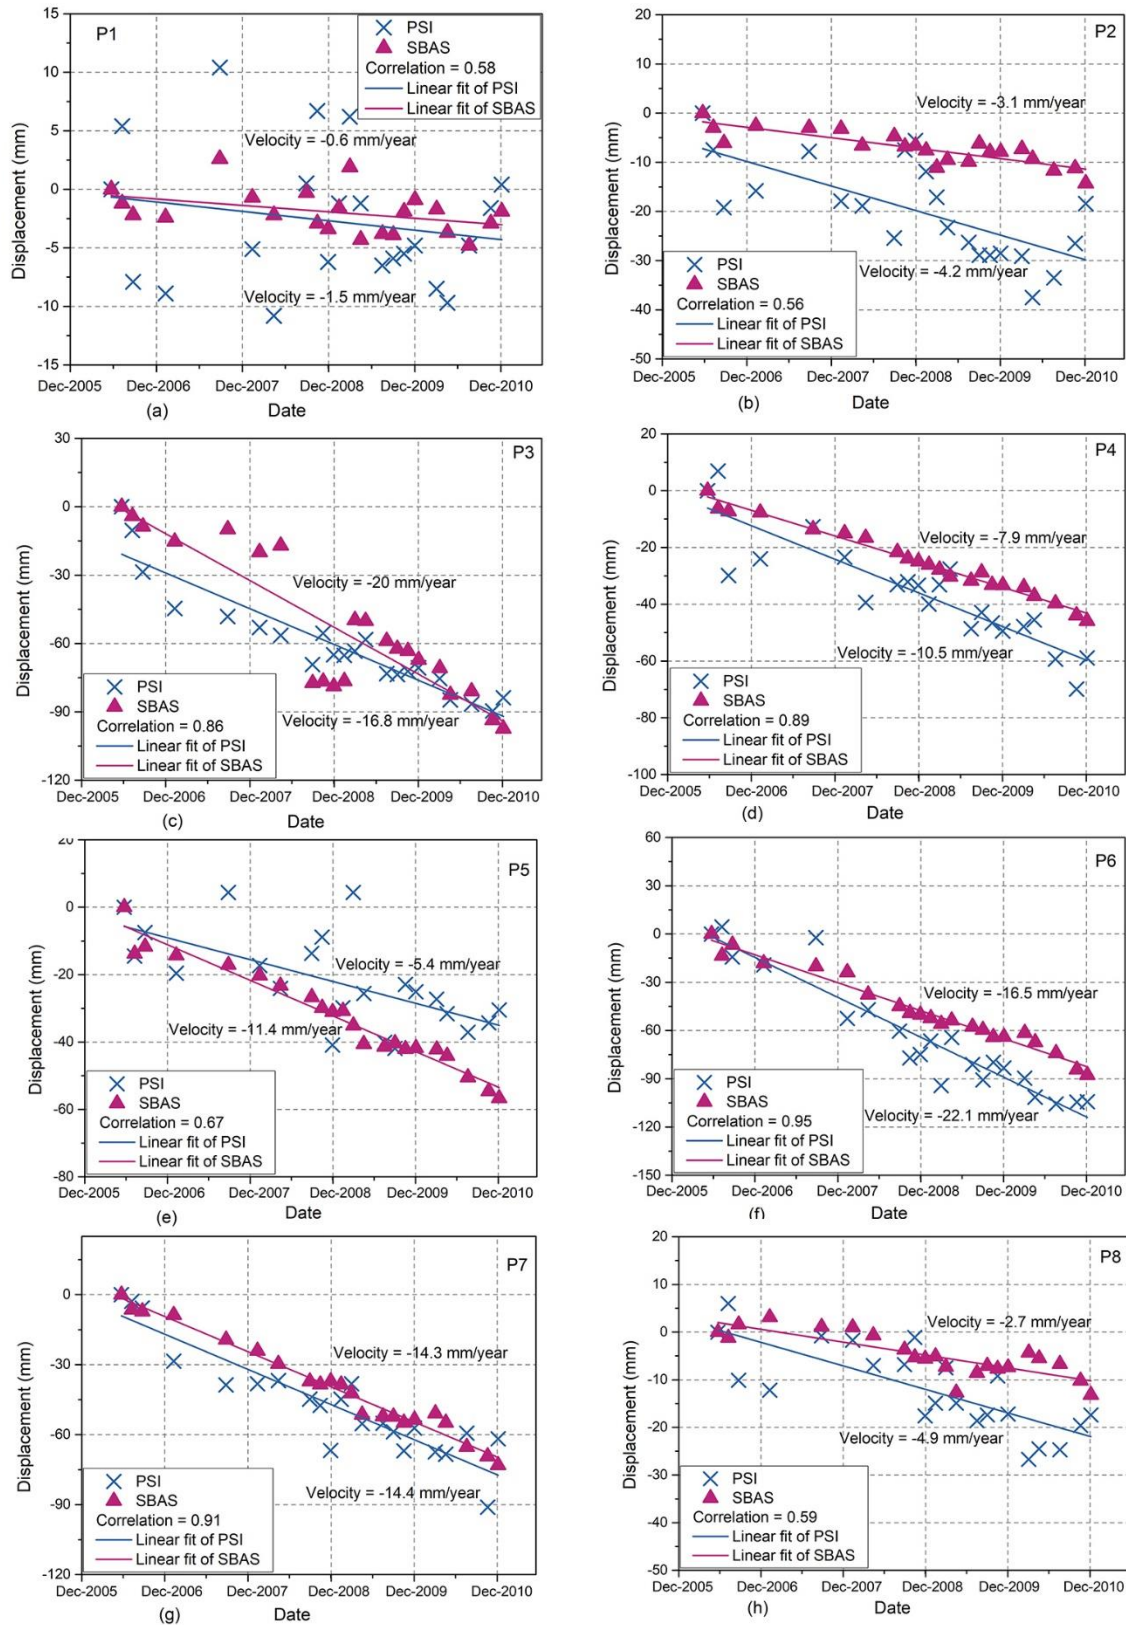 P1
PSI
SBAS
Correlation = 0.58
Linear fit of PSI
Linear fit of SBAS
Velocity = -0.6 mm/year
Velocity = -1.5 mm/year
15
10
5
0
-5
-10
-15
Displacement (mm)
Dec-2005 Dec-2006 Dec-2007 Dec-2008 Dec-2009 Dec-2010
(a) Date
P2
Velocity = -3.1 mm/year
Velocity = -4.2 mm/year
PSI
SBAS
Correlation = 0.56
Linear fit of PSI
Linear fit of SBAS
20
10
0
-10
-20
-30
-40
-50
Displacement (mm)
Dec-2005 Dec-2006 Dec-2007 Dec-2008 Dec-2009 Dec-2010
(b) Date
P3
Velocity = -20 mm/year
Velocity = -16.8 mm/year
PSI
SBAS
Correlation = 0.86
Linear fit of PSI
Linear fit of SBAS
30
0
-30
-60
-90
-120
Displacement (mm)
Dec-2005 Dec-2006 Dec-2007 Dec-2008 Dec-2009 Dec-2010
(c) Date
P4
Velocity = -7.9 mm/year
Velocity = -10.5 mm/year
PSI
SBAS
Correlation = 0.89
Linear fit of PSI
Linear fit of SBAS
20
0
-20
-40
-60
-80
-100
Displacement (mm)
Dec-2005 Dec-2006 Dec-2007 Dec-2008 Dec-2009 Dec-2010
(d) Date
P5
Velocity = -5.4 mm/year
Velocity = -11.4 mm/year
PSI
SBAS
Correlation = 0.67
Linear fit of PSI
Linear fit of SBAS
20
0
-20
-40
-60
-80
Displacement (mm)
Dec-2005 Dec-2006 Dec-2007 Dec-2008 Dec-2009 Dec-2010
(e) Date
P6
Velocity = -16.5 mm/year
Velocity = -22.1 mm/year
PSI
SBAS
Correlation = 0.95
Linear fit of PSI
Linear fit of SBAS
60
30
0
-30
-60
-90
-120
-150
Displacement (mm)
Dec-2005 Dec-2006 Dec-2007 Dec-2008 Dec-2009 Dec-2010
(f) Date
P7
Velocity = -14.3 mm/year
Velocity = -14.4 mm/year
PSI
SBAS
Correlation = 0.91
Linear fit of PSI
Linear fit of SBAS
0
-30
-60
-90
-120
Displacement (mm)
Dec-2005 Dec-2006 Dec-2007 Dec-2008 Dec-2009 Dec-2010
(g) Date
P8
Velocity = -2.7 mm/year
Velocity = -4.9 mm/year
PSI
SBAS
Correlation = 0.59
Linear fit of PSI
Linear fit of SBAS
20
10
0
-10
-20
-30
-40
-50
Displacement (mm)
Dec-2005 Dec-2006 Dec-2007 Dec-2008 Dec-2009 Dec-2010
(h) Date